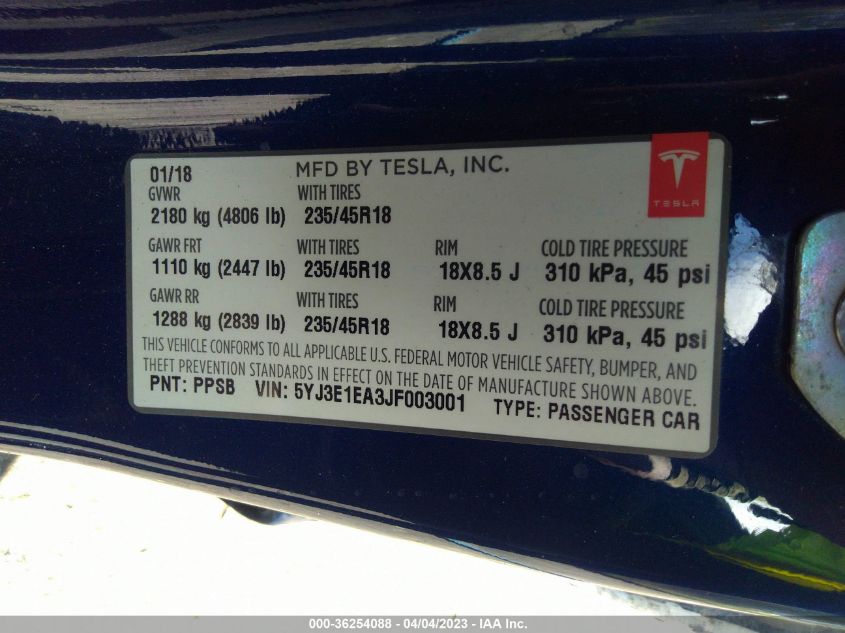 01/18 MFD BY TESLA, INC.
TESLA
GVWR WITH TIRES
2180 kg (4806 lb) 235/45R18
GAWR FRT WITH TIRES RIM COLD TIRE PRESSURE
1110 kg (2447 lb) 235/45R18 18X8.5 J 310 kPa, 45 psi
GAWR RR WITH TIRES RIM COLD TIRE PRESSURE
1288 kg (2839 lb) 235/45R18 18X8.5 J 310 kPa, 45 psi
THIS VEHICLE CONFORMS TO ALL APPLICABLE U.S. FEDERAL MOTOR VEHICLE SAFETY, BUMPER, AND
THEFT PREVENTION STANDARDS IN EFFECT ON THE DATE OF MANUFACTURE SHOWN ABOVE.
PNT: PPSB VIN: 5YJ3E1EA3JF003001 TYPE: PASSENGER CAR
000-36254088 - 04/04/2023 - IAA Inc.